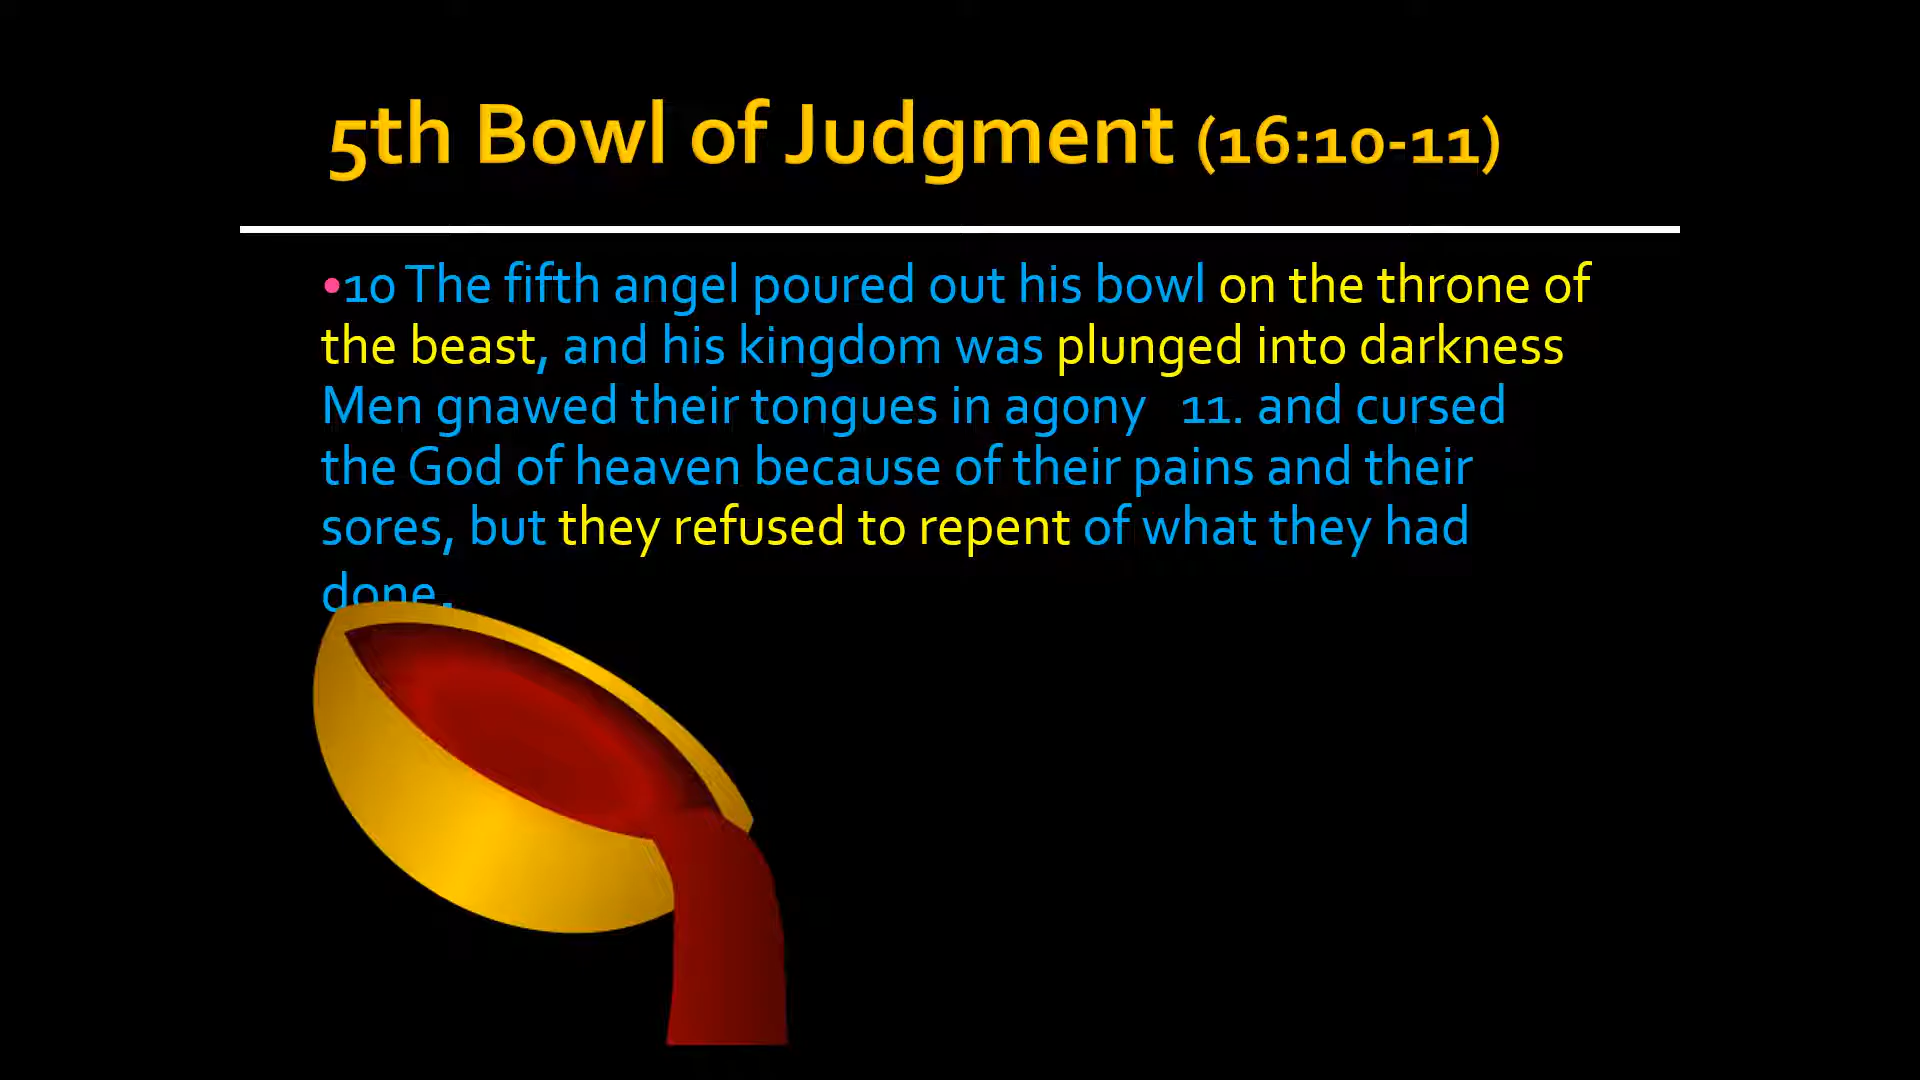 5th Bowl of Judgment (16:10-11)
•10 The fifth angel poured out his bowl on the throne of
the beast, and his kingdom was plunged into darkness
Men gnawed their tongues in agony 11. and cursed
the God of heaven because of their pains and their
sores, but they refused to repent of what they had
done.